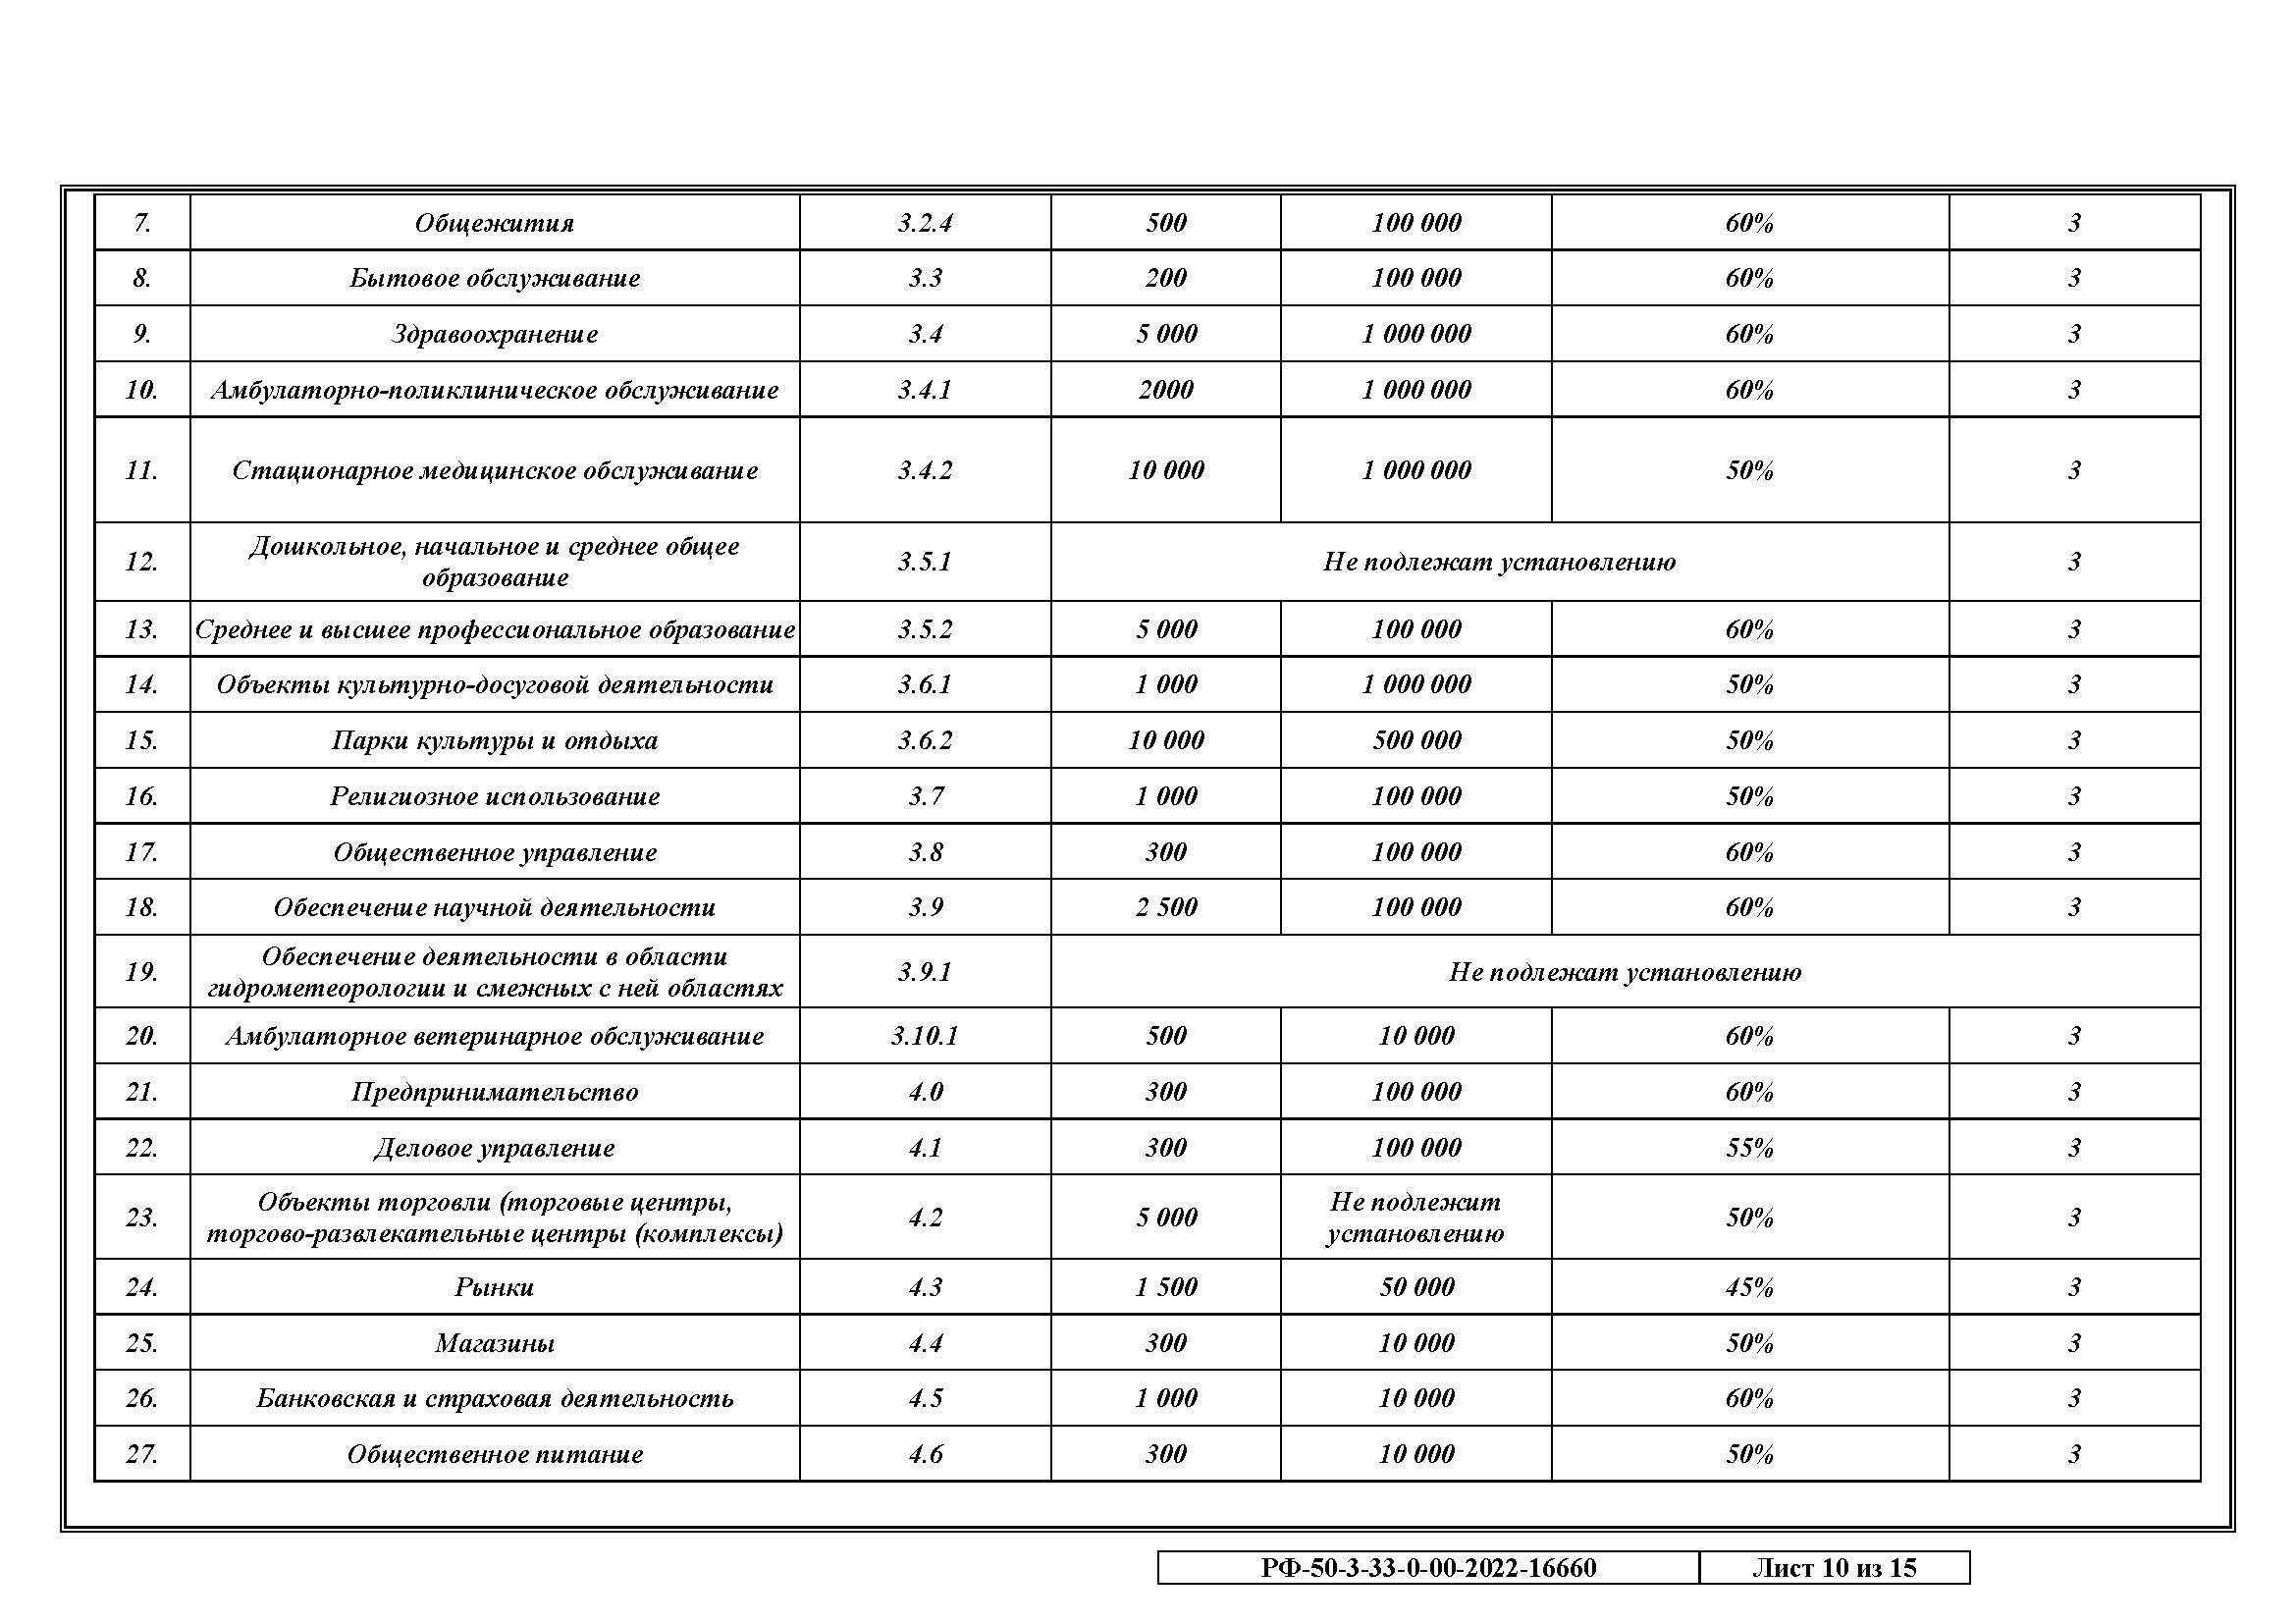 7. Общежития 3.2.4 500 100 000 60% 3
8. Бытовое обслуживание 3.3 200 100 000 60% 3
9. Здравоохранение 3.4 5 000 1 000 000 60% 3
10. Амбулаторно-поликлиническое обслуживание 3.4.1 2000 1 000 000 60% 3
11. Стационарное медицинское обслуживание 3.4.2 10 000 1 000 000 50% 3
12. Дошкольное, начальное и среднее общее
образование 3.5.1 Не подлежат установлению 3
13. Среднее и высшее профессиональное образование 3.5.2 5 000 100 000 60% 3
14. Объекты культурно-досуговой деятельности 3.6.1 1 000 1 000 000 50% 3
15. Парки культуры и отдыха 3.6.2 10 000 500 000 50% 3
16. Религиозное использование 3.7 1 000 100 000 50% 3
17. Общественное управление 3.8 300 100 000 60% 3
18. Обеспечение научной деятельности 3.9 2 500 100 000 60% 3
19. Обеспечение деятельности в области
гидрометеорологии и смежных с ней областях 3.9.1 Не подлежат установлению
20. Амбулаторное ветеринарное обслуживание 3.10.1 500 10 000 60% 3
21. Предпринимательство 4.0 300 100 000 60% 3
22. Деловое управление 4.1 300 100 000 55% 3
23. Объекты торговли (торговые центры,
торгово-развлекательные центры (комплексы) 4.2 5 000 Не подлежит
установлению 50% 3
24. Рынки 4.3 1 500 50 000 45% 3
25. Магазины 4.4 300 10 000 50% 3
26. Банковская и страховая деятельность 4.5 1 000 10 000 60% 3
27. Общественное питание 4.6 300 10 000 50% 3
РФ-50-3-33-0-00-2022-16660 Лист 10 из 15